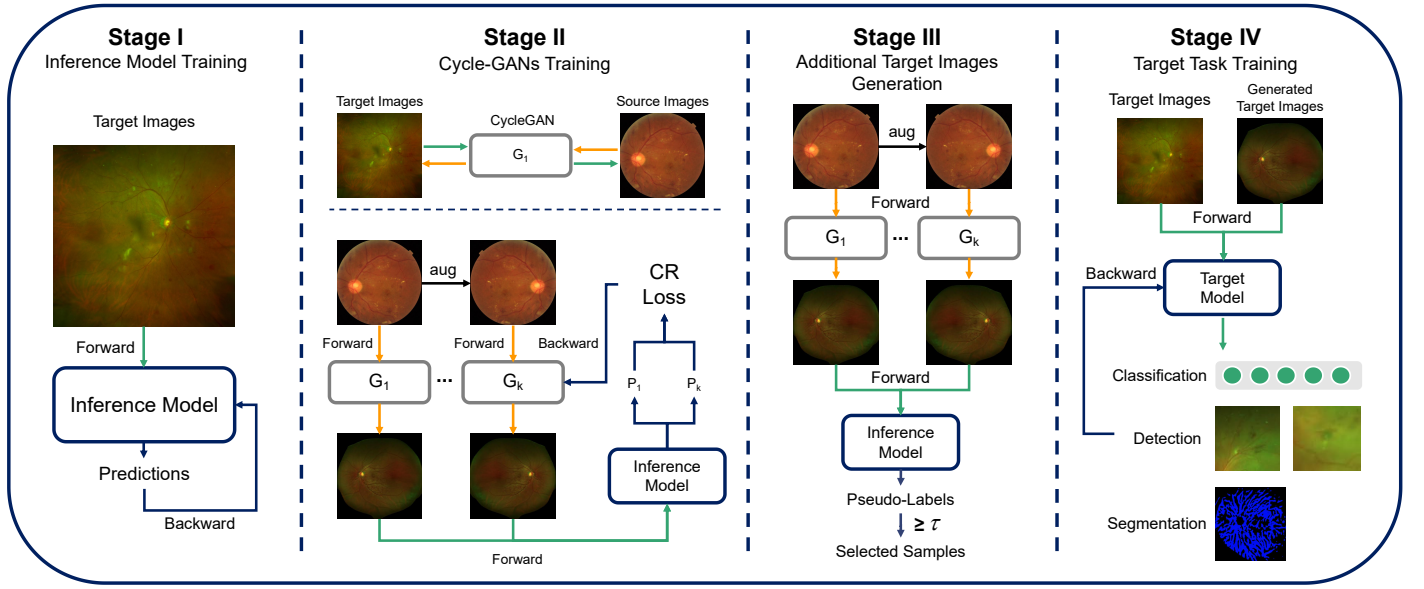 Stage I
Inference Model Training
Target Images
Forward
Inference Model
Predictions
Backward
Stage II
Cycle-GANs Training
Target Images
CycleGAN
Source Images
G1
aug
CR
Loss
Forward
Forward
Backward
G1
...
Gk
P1
Pk
Inference
Model
Forward
Stage III
Additional Target Images
Generation
aug
Forward
G1
...
Gk
Forward
Inference
Model
Pseudo-Labels
≥ τ
Selected Samples
Stage IV
Target Task Training
Target Images
Generated
Target Images
Forward
Backward
Target
Model
Classification
Detection
Segmentation